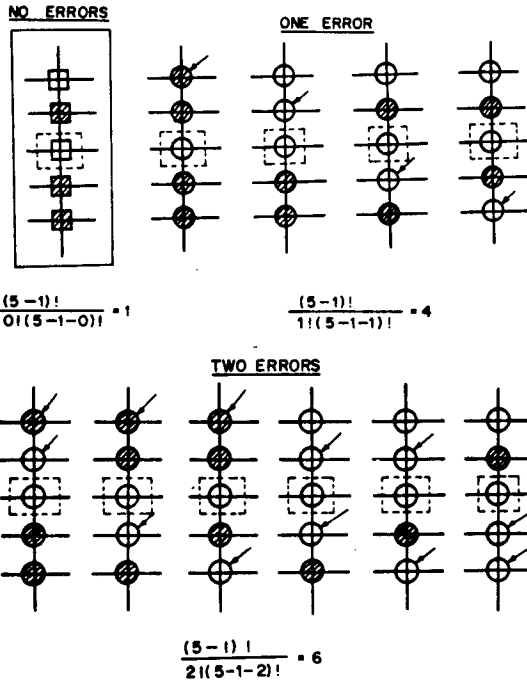 NO ERRORS
ONE ERROR
(5-1)!
0!(5-1-0)! = 1
(5-1)!
1!(5-1-1)! = 4
TWO ERRORS
(5-1)!
2!(5-1-2)! = 6